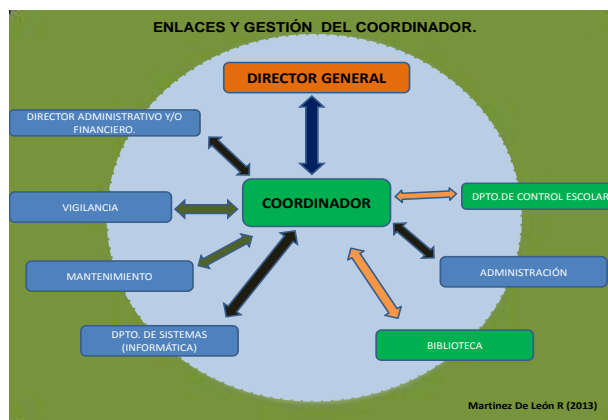 ENLACES Y GESTIÓN DEL COORDINADOR.
DIRECTOR GENERAL
DIRECTOR ADMINISTRATIVO Y/O
FINANCIERO.
COORDINADOR
DPTO.DE CONTROL ESCOLAR
VIGILANCIA
MANTENIMIENTO
ADMINISTRACIÓN
DPTO. DE SISTEMAS
(INFORMÁTICA)
BIBLIOTECA
Martinez De León R (2013)